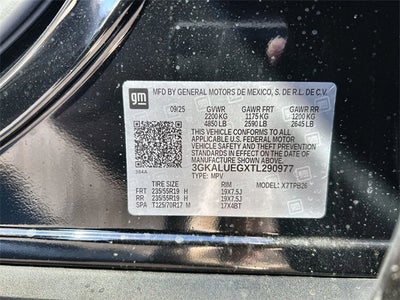 gm
MFD BY GENERAL MOTORS DE MEXICO, S. DE R.L. DE C.V.
09/25 GVWR GAWR FRT GAWR RR
2200 KG 1175 KG 1200 KG
4850 LB 2590 LB 2645 LB
THIS VEHICLE CONFORMS TO ALL
APPLICABLE U.S. FEDERAL MOTOR
VEHICLE SAFETY AND THEFT
PREVENTION STANDARDS IN EFFECT
ON THE DATE OF MANUFACTURE
SHOWN ABOVE.
3GKALUEGXTL290977
TYPE: MPV
TIRE SIZE RIM MODEL: X7TPB26
FRT 235/55R19 H 19X7.5J
RR 235/55R19 H 19X7.5J
SPA T125/70R17 M 17X4BT